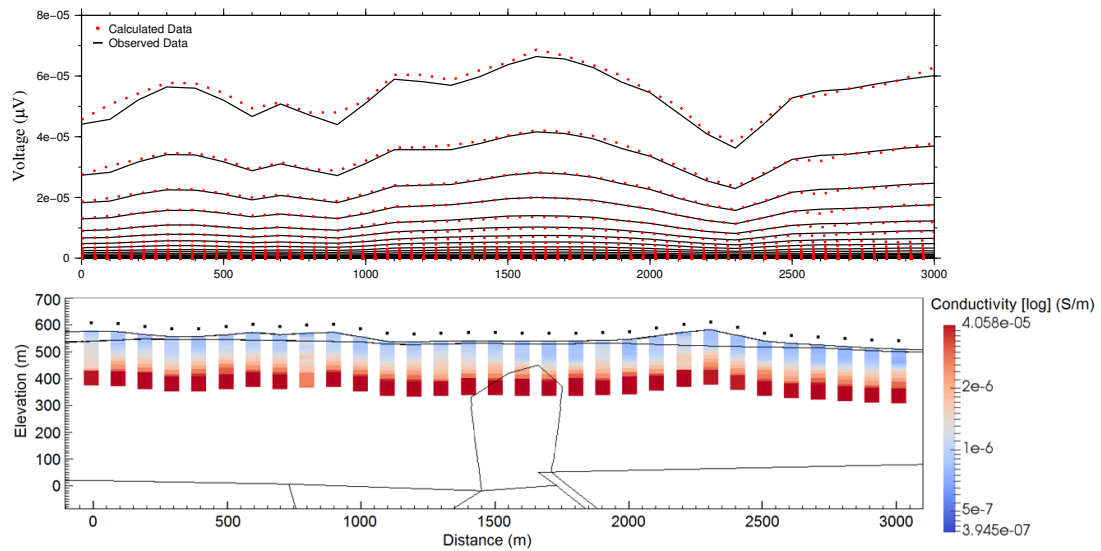 8e−05
6e−05
4e−05
2e−05
0
Voltage (μV)
Calculated Data
Observed Data
0 500 1000 1500 2000 2500 3000
700
600
500
400
300
200
100
0
Elevation (m)
0 500 1000 1500 2000 2500 3000
Distance (m)
Conductivity [log] (S/m)
4.058e-05
2e-6
1e-6
5e-7
3.945e-07